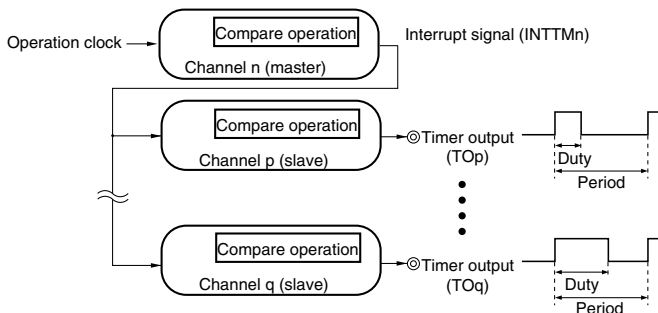 Compare operation
Operation clock
Interrupt signal (INTTMn)
Channel n (master)
Compare operation
Timer output
(TOp)
Channel p (slave)
Duty
Period
Compare operation
Timer output
(TOq)
Channel q (slave)
Duty
Period